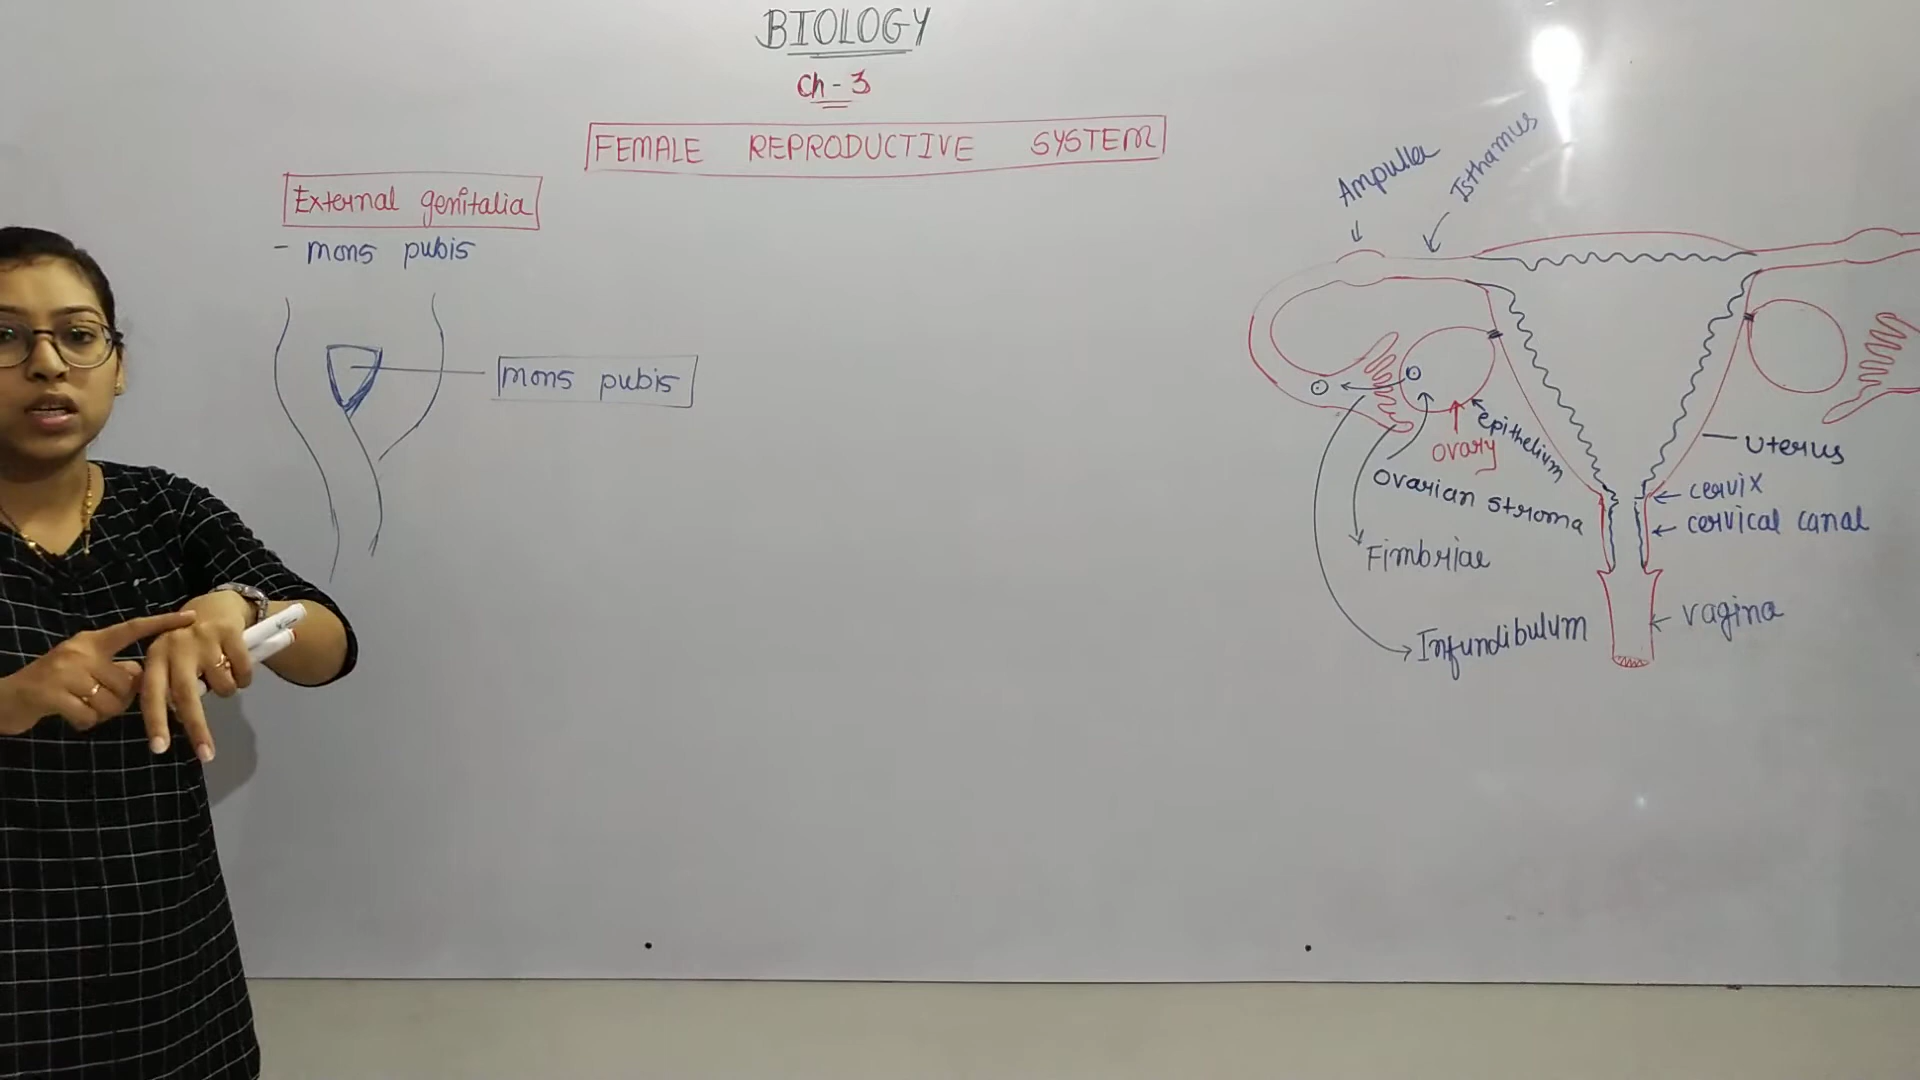 BIOLOGY
Ch - 3
FEMALE REPRODUCTIVE SYSTEM
External genitalia
- mons pubis
mons pubis
Ampulla
Isthamus
epithelium
ovary
ovarian stroma
Fimbriae
Infundibulum
uterus
cervix
cervical canal
vagina